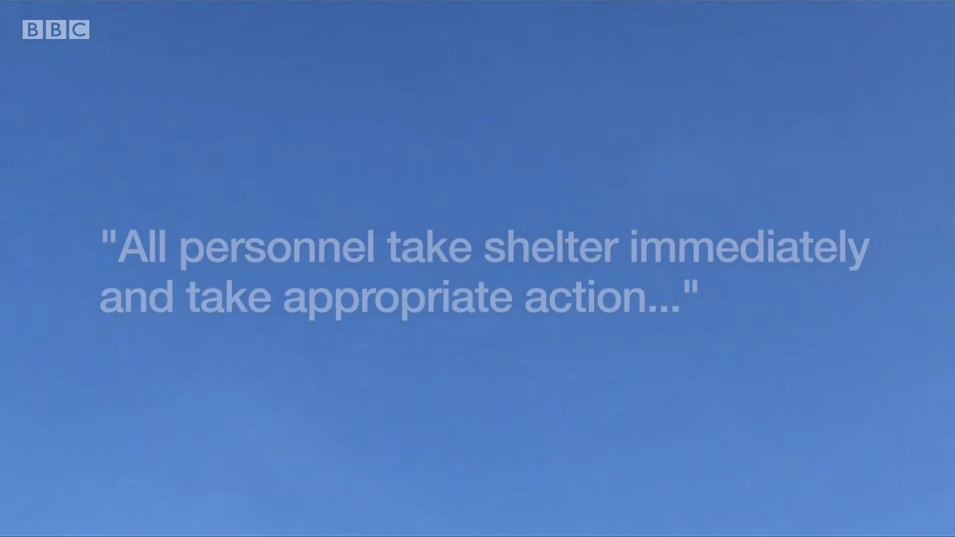 BBC
"All personnel take shelter immediately
and take appropriate action..."